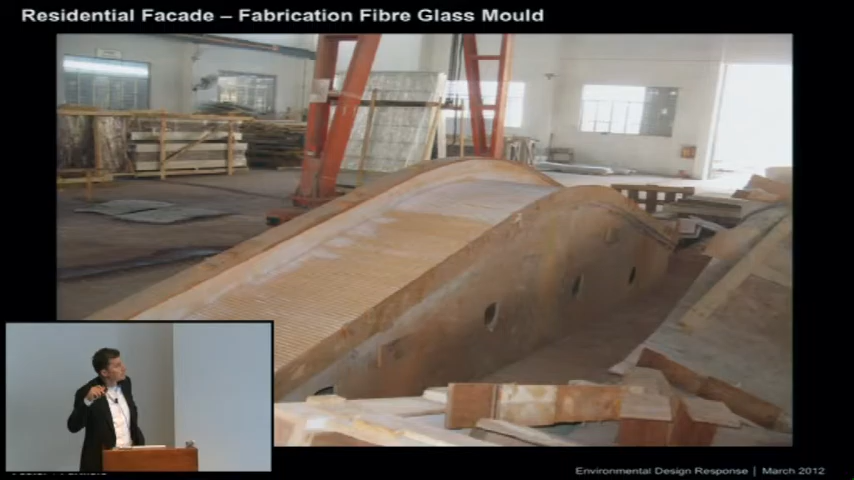 Residential Facade – Fabrication Fibre Glass Mould
Environmental Design Response | March 2012